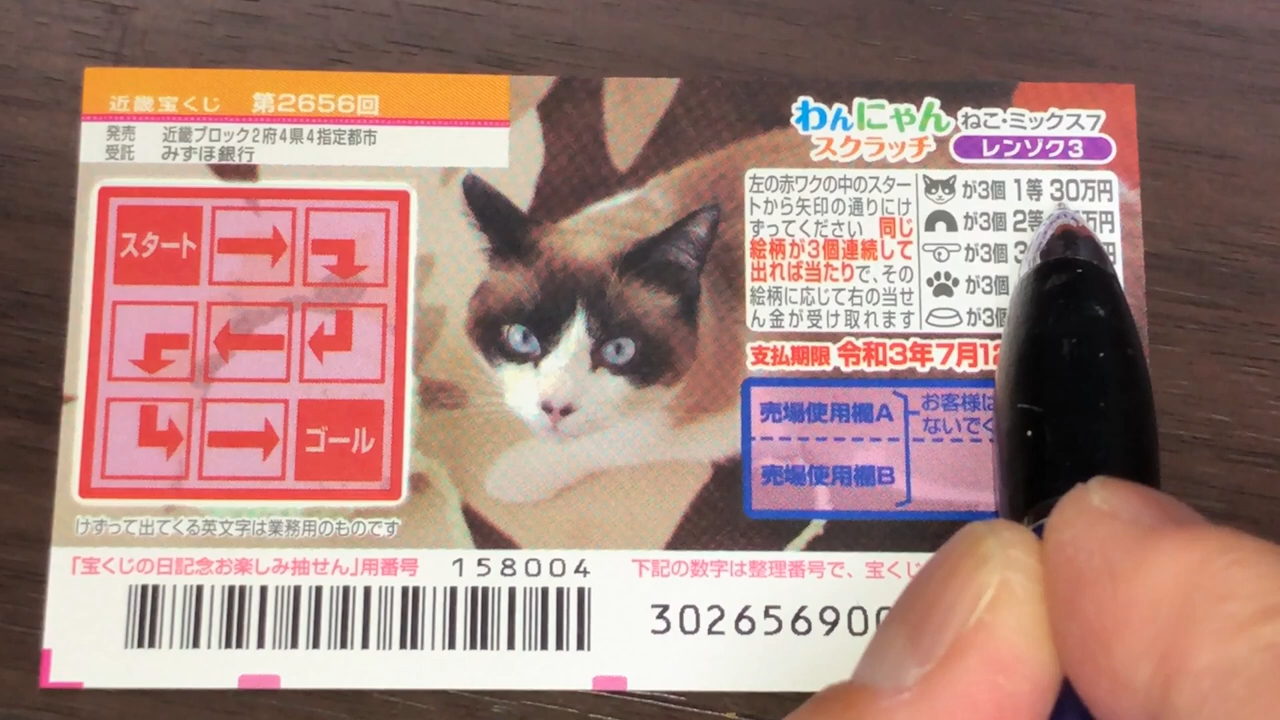 近畿宝くじ 第2656回
発売 近畿ブロック2府4県4指定都市
受託 みずほ銀行
わんにゃん
スクラッチ
ねこ・ミックス7
レンゾク3
スタート
ゴール
けずって出てくる英文字は業務用のものです
左の赤ワクの中のスター
トから矢印の通りにけ
ずってください 同じ
絵柄が3個連続して
出れば当たりで、その
絵柄に応じて右の当せ
ん金が受け取れます
が3個 1等 30万円
が3個 2等 万円
が3個
が3個
が3個
支払期限 令和3年7月
売場使用欄A
売場使用欄B
お客様は
ないで
「宝くじの日記念お楽しみ抽せん」用番号 158004
下記の数字は整理番号で、宝くじ
302656900